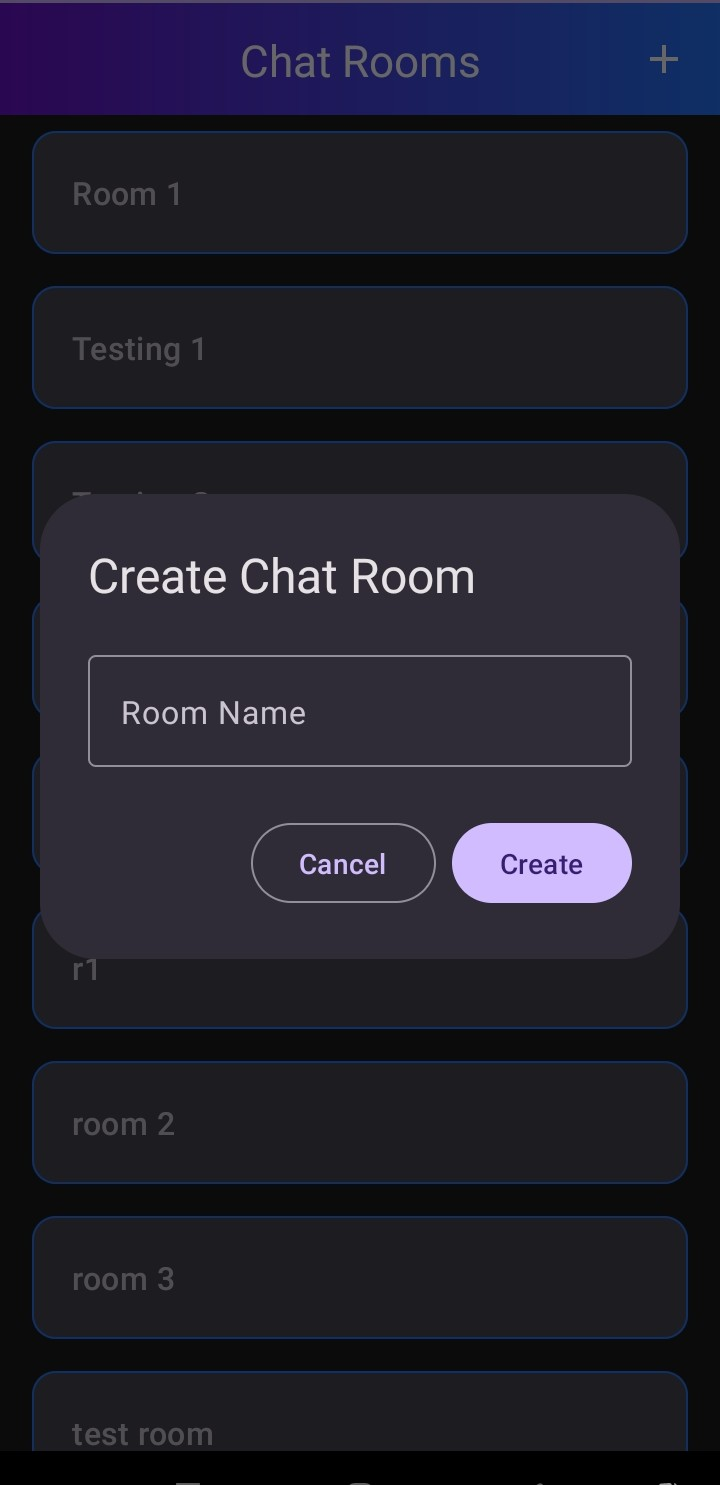 Chat Rooms +
Room 1
Testing 1
Create Chat Room
Room Name
Cancel Create
r1
room 2
room 3
test room